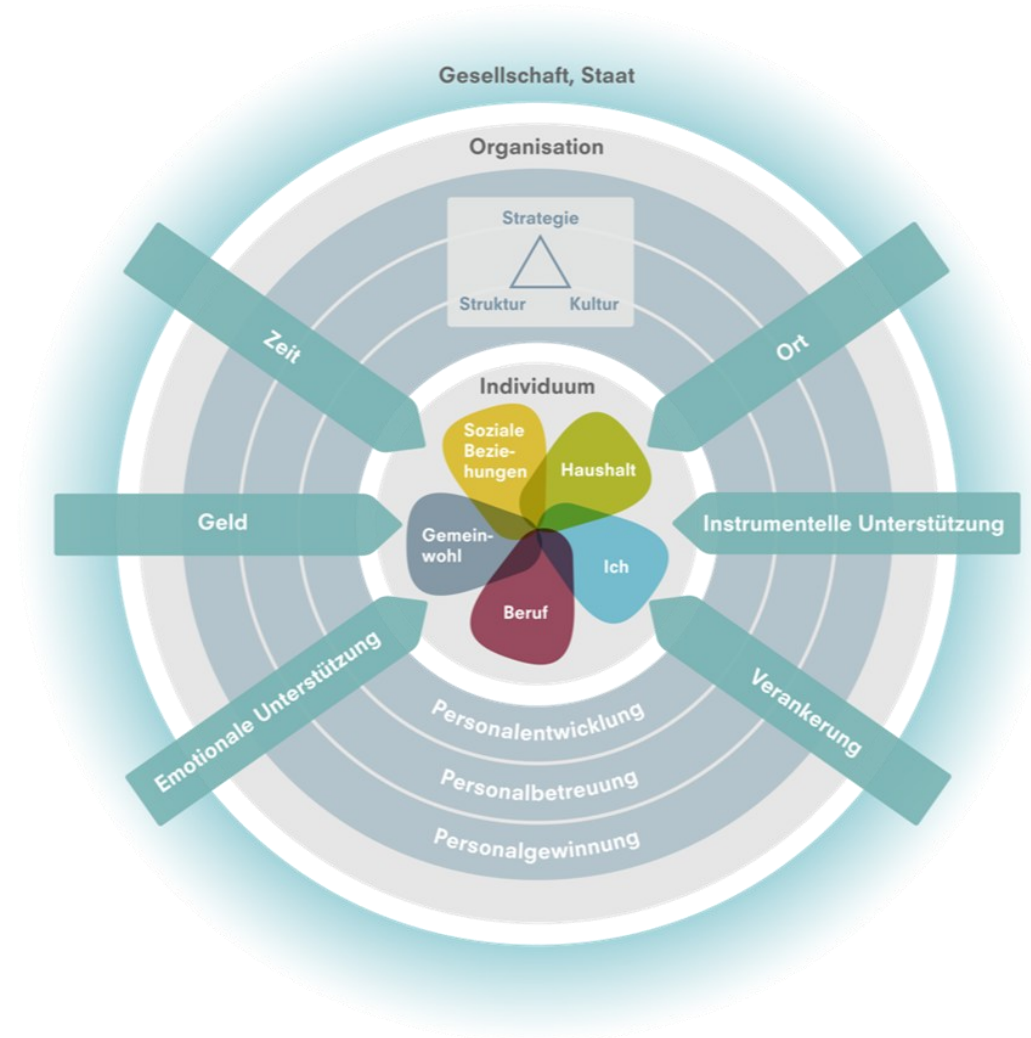 Gesellschaft, Staat
Organisation
Strategie
Struktur
Kultur
Zeit
Ort
Individuum
Soziale
Bezie-
hungen
Haushalt
Geld
Instrumentelle Unterstützung
Gemein-
wohl
Ich
Beruf
Emotionale Unterstützung
Verankerung
Personalentwicklung
Personalbetreuung
Personalgewinnung